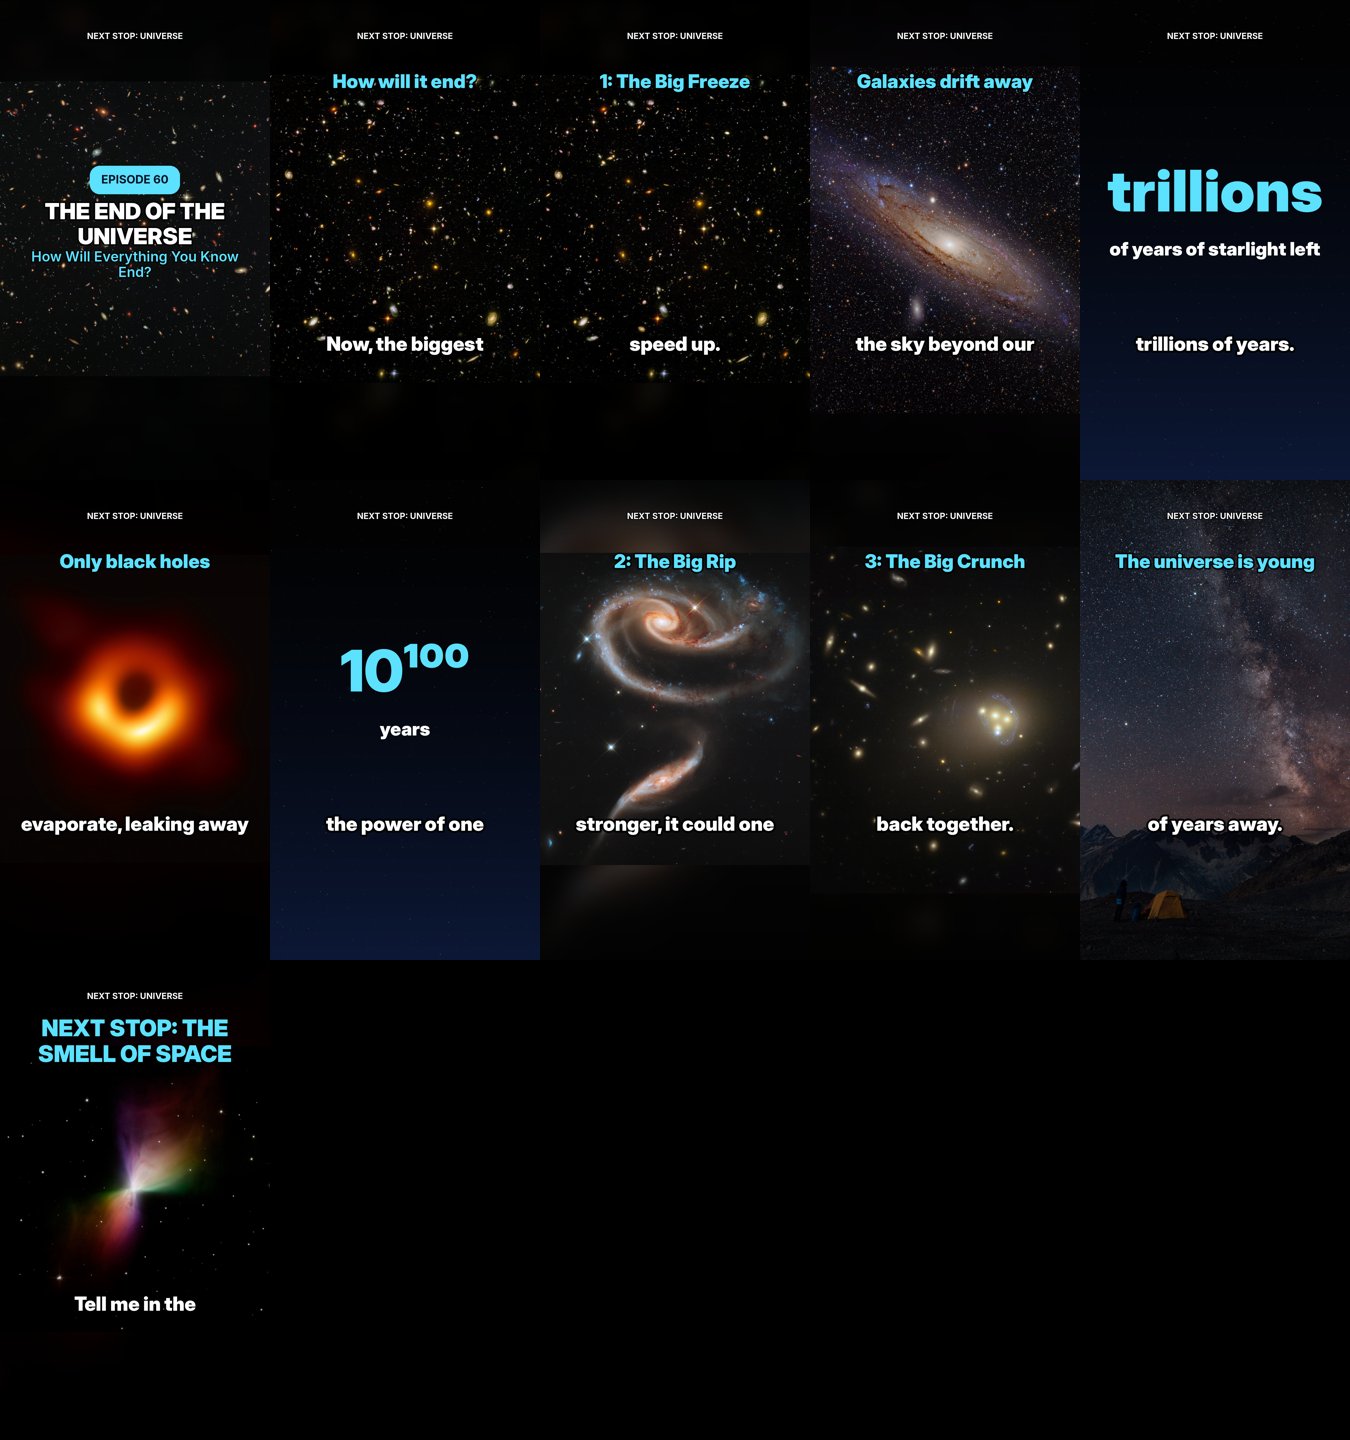 NEXT STOP: UNIVERSE
EPISODE 60
THE END OF THE
UNIVERSE
How Will Everything You Know
End?
NEXT STOP: UNIVERSE
How will it end?
Now, the biggest
NEXT STOP: UNIVERSE
1: The Big Freeze
speed up.
NEXT STOP: UNIVERSE
Galaxies drift away
the sky beyond our
NEXT STOP: UNIVERSE
trillions
of years of starlight left
trillions of years.
NEXT STOP: UNIVERSE
Only black holes
evaporate, leaking away
NEXT STOP: UNIVERSE
10¹⁰⁰
years
the power of one
NEXT STOP: UNIVERSE
2: The Big Rip
stronger, it could one
NEXT STOP: UNIVERSE
3: The Big Crunch
back together.
NEXT STOP: UNIVERSE
The universe is young
of years away.
NEXT STOP: UNIVERSE
NEXT STOP: THE
SMELL OF SPACE
Tell me in the